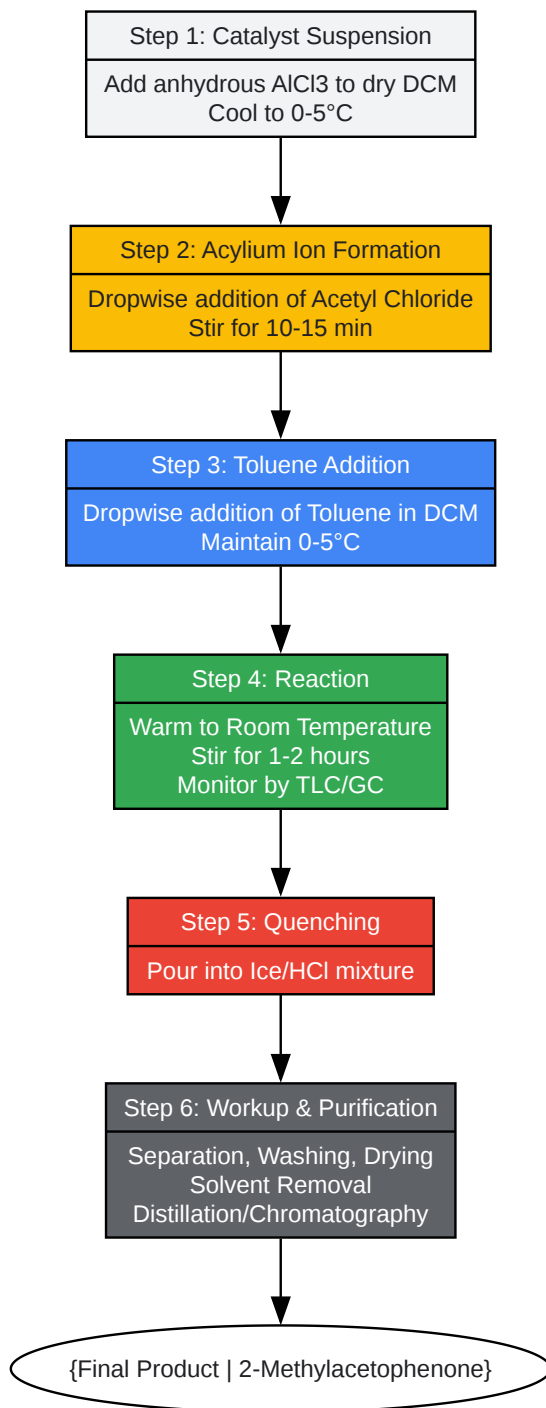 Step 1: Catalyst Suspension
Add anhydrous AlCl3 to dry DCM
Cool to 0-5°C
Step 2: Acylium Ion Formation
Dropwise addition of Acetyl Chloride
Stir for 10-15 min
Step 3: Toluene Addition
Dropwise addition of Toluene in DCM
Maintain 0-5°C
Step 4: Reaction
Warm to Room Temperature
Stir for 1-2 hours
Monitor by TLC/GC
Step 5: Quenching
Pour into Ice/HCl mixture
Step 6: Workup & Purification
Separation, Washing, Drying
Solvent Removal
Distillation/Chromatography
{Final Product | 2-Methylacetophenone}